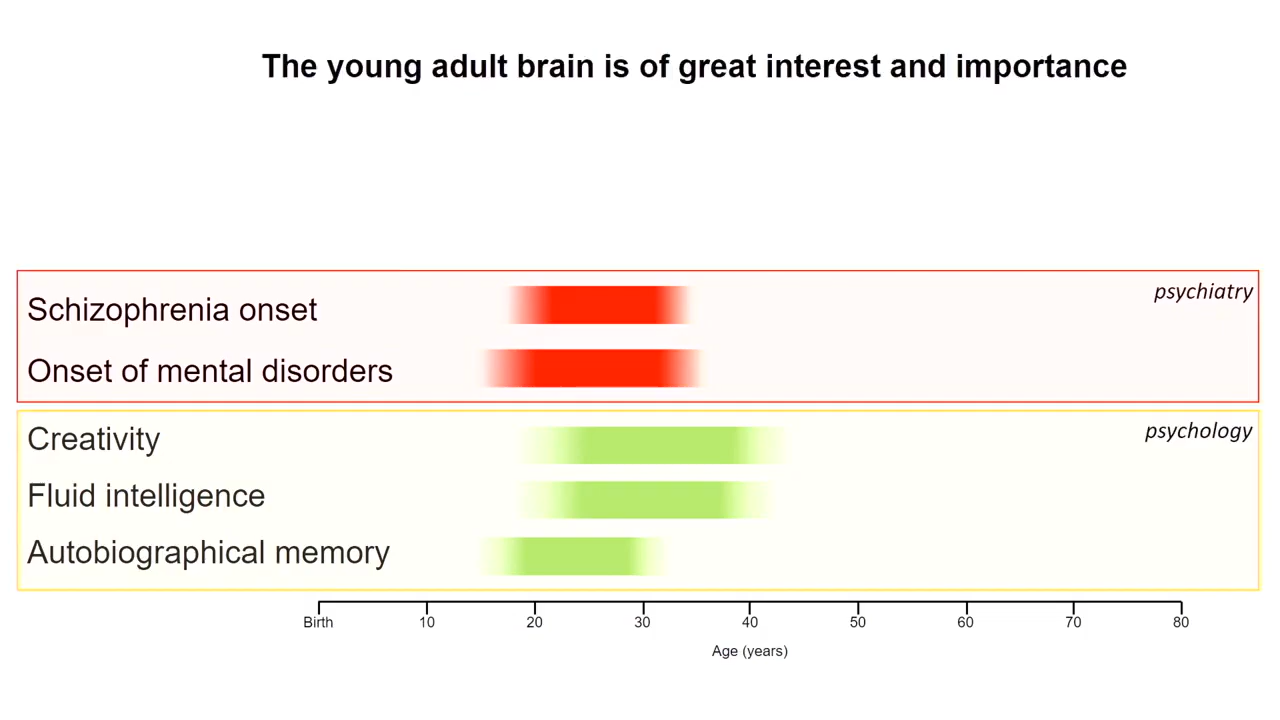 The young adult brain is of great interest and importance
psychiatry
Schizophrenia onset
Onset of mental disorders
psychology
Creativity
Fluid intelligence
Autobiographical memory
Birth 10 20 30 40 50 60 70 80
Age (years)